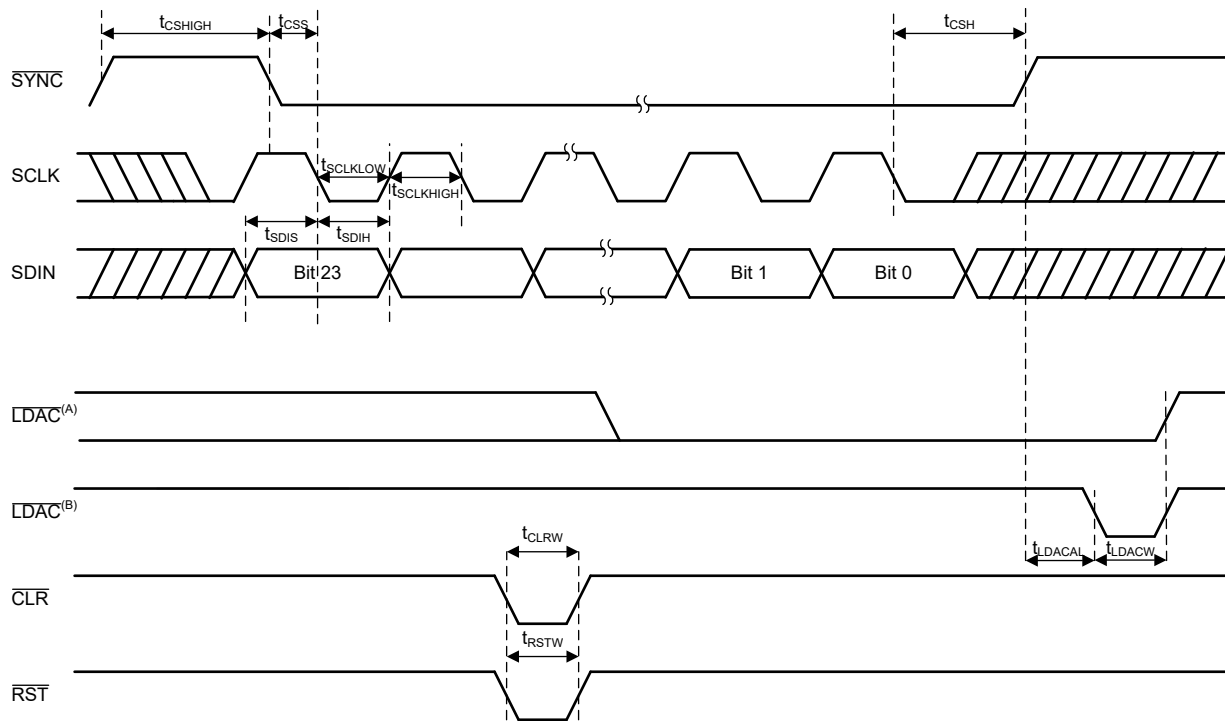 tCSHIGH tCSS tCSH
SYNC
SCLK tSCLKLOW tSCLKHIGH
tSDIS tSDIH
SDIN Bit 23 Bit 1 Bit 0
LDAC(A)
LDAC(B)
tCLRW tLDACAL tLDACW
CLR
tRSTW
RST